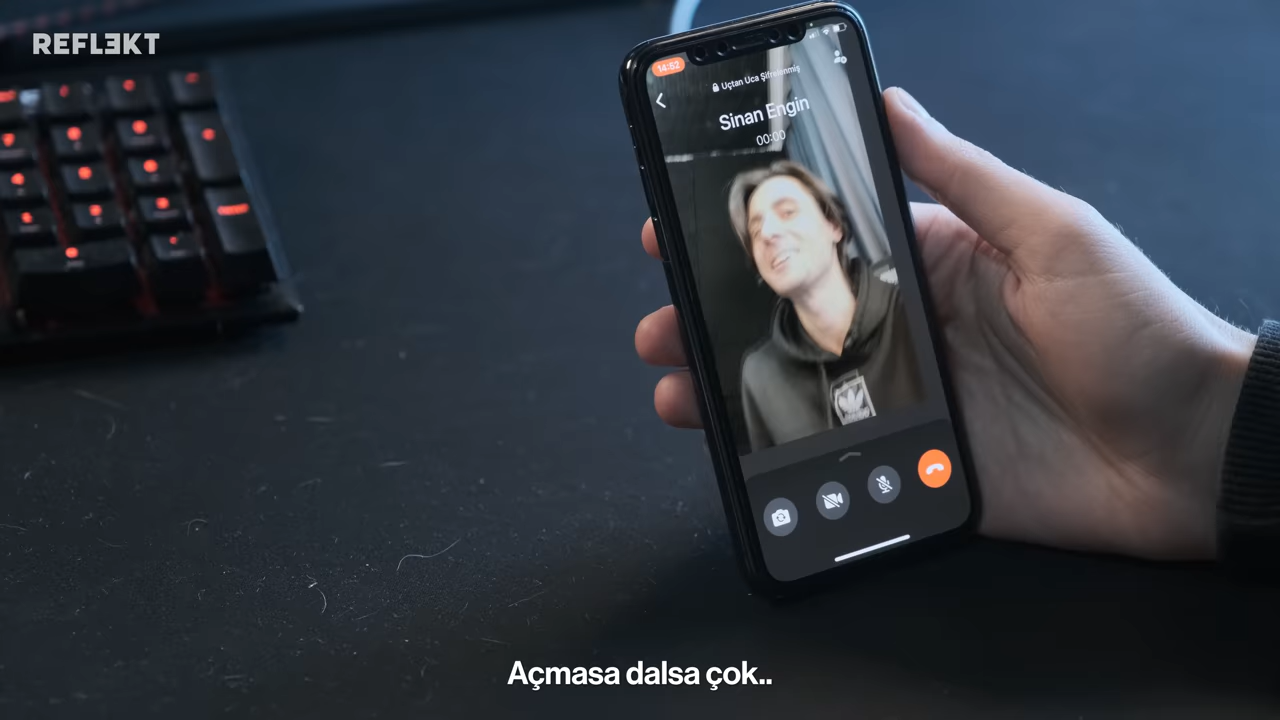 REFLEKT
14:52
Uçtan Uca Şifrelenmiş
Sinan Engin
00:00
Açmasa dalsa çok..